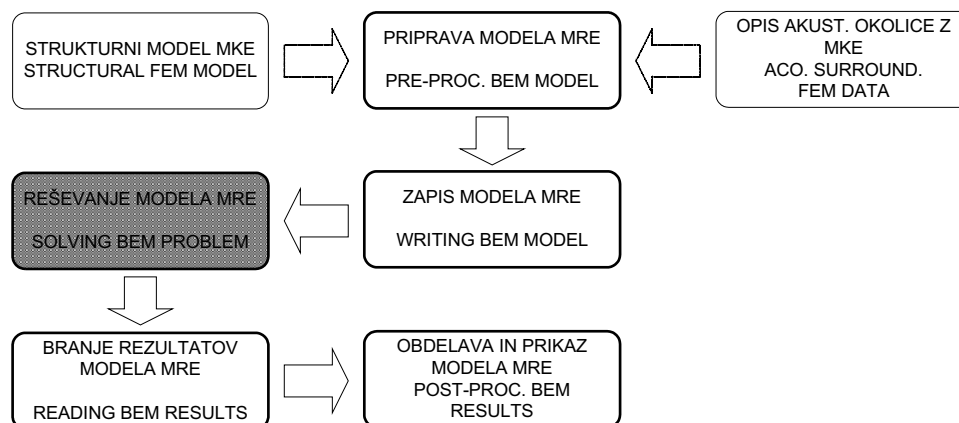 STRUKTURNI MODEL MKE
STRUCTURAL FEM MODEL
PRIPRAVA MODELA MRE
PRE-PROC. BEM MODEL
OPIS AKUST. OKOLICE Z
MKE
ACO. SURROUND.
FEM DATA
REŠEVANJE MODELA MRE
SOLVING BEM PROBLEM
ZAPIS MODELA MRE
WRITING BEM MODEL
BRANJE REZULTATOV
MODELA MRE
READING BEM RESULTS
OBDELAVA IN PRIKAZ
MODELA MRE
POST-PROC. BEM
RESULTS